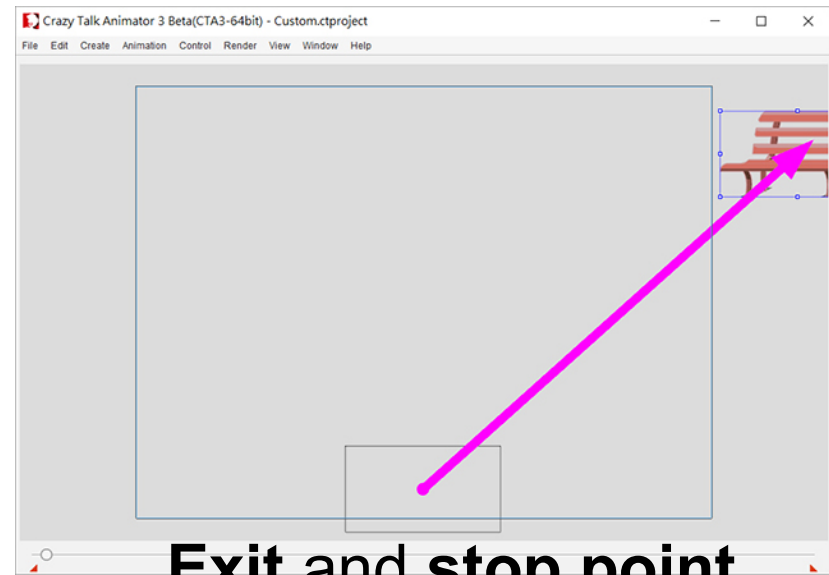 Crazy Talk Animator 3 Beta(CTA3-64bit) - Custom.ctproject
File Edit Create Animation Control Render View Window Help
Exit and stop point